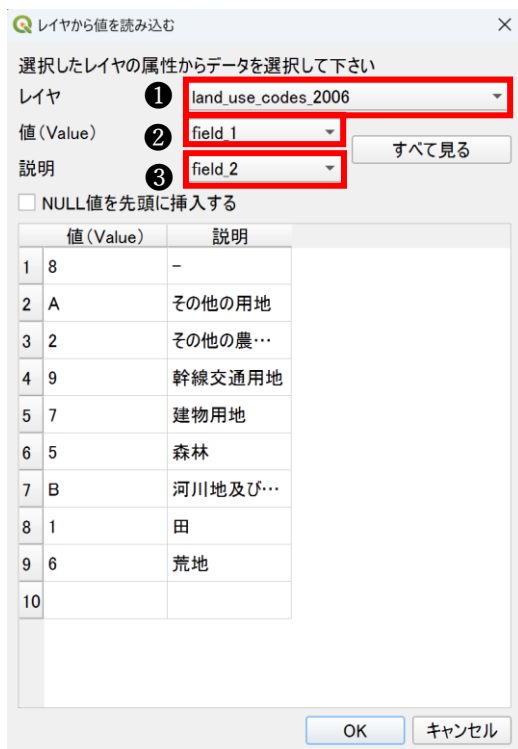 レイヤから値を読み込む
選択したレイヤの属性からデータを選択して下さい
レイヤ ❶ land_use_codes_2006
値(Value) ❷ field_1
すべて見る
説明 ❸ field_2
NULL値を先頭に挿入する
値(Value) 説明
1 8 -
2 A その他の用地
3 2 その他の農…
4 9 幹線交通用地
5 7 建物用地
6 5 森林
7 B 河川地及び…
8 1 田
9 6 荒地
10
OK キャンセル